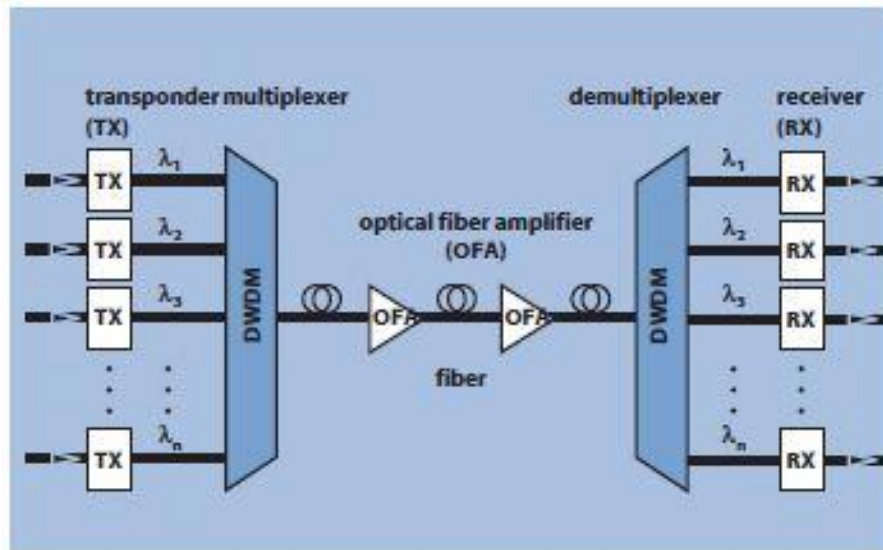 transponder multiplexer
(TX)
demultiplexer
receiver
(RX)
TX
λ1
TX
λ2
TX
λ3
TX
λn
DWDM
optical fiber amplifier
(OFA)
OFA
OFA
fiber
DWDM
λ1
RX
λ2
RX
λ3
RX
λn
RX